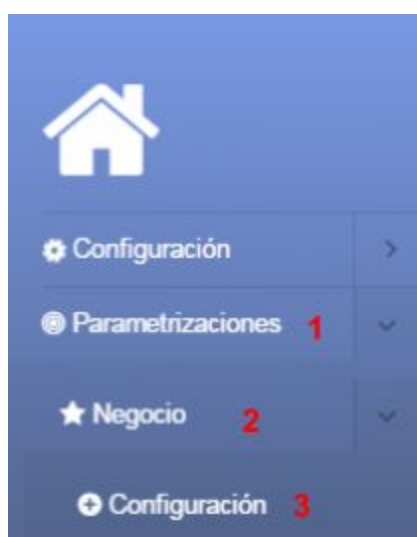 Configuración
Parametrizaciones 1
Negocio 2
Configuración 3